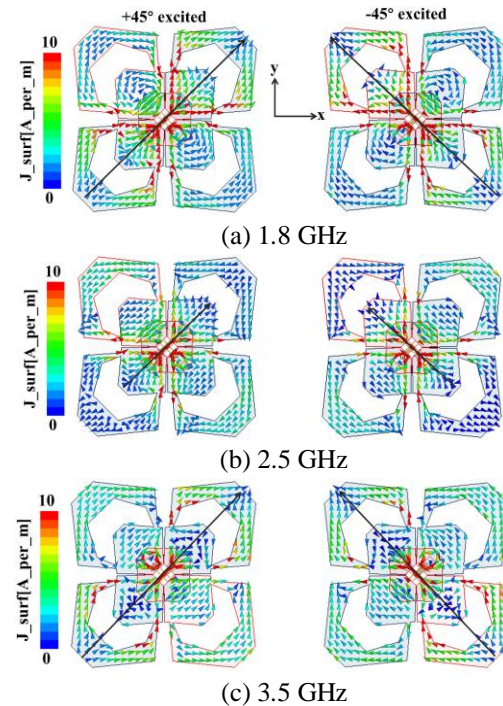 +45° excited
-45° excited
10
J_surf[A_per_m]
0
y
x
(a) 1.8 GHz
10
J_surf[A_per_m]
0
(b) 2.5 GHz
10
J_surf[A_per_m]
0
(c) 3.5 GHz